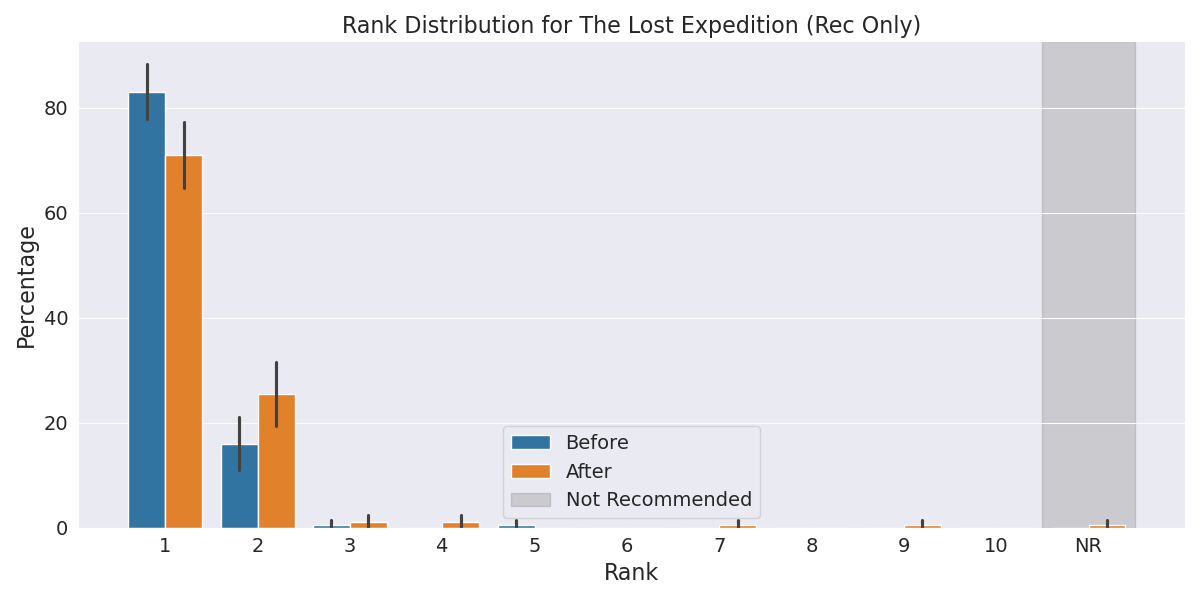 Rank Distribution for The Lost Expedition (Rec Only)
Percentage
80
60
40
20
0
Before
After
Not Recommended
1 2 3 4 5 6 7 8 9 10 NR
Rank